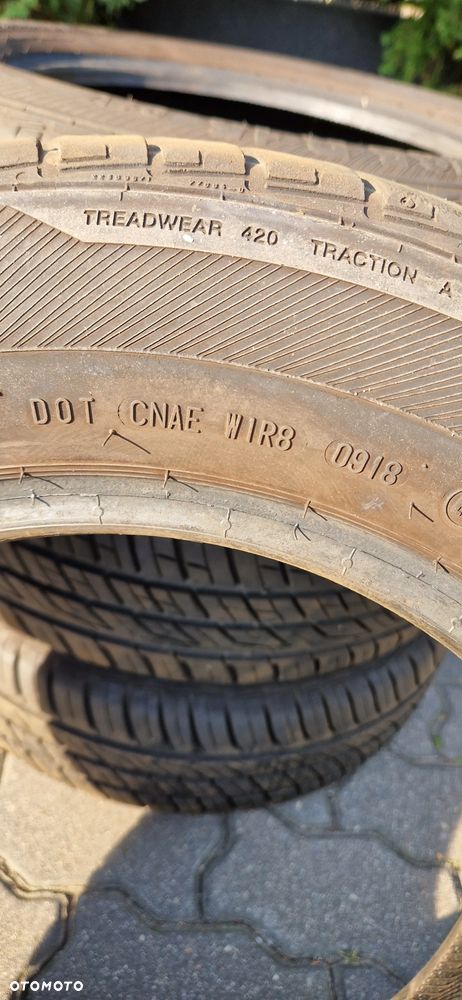 TREADWEAR 420 TRACTION A
DOT CNAE W1R8 0918
OTOMOTO